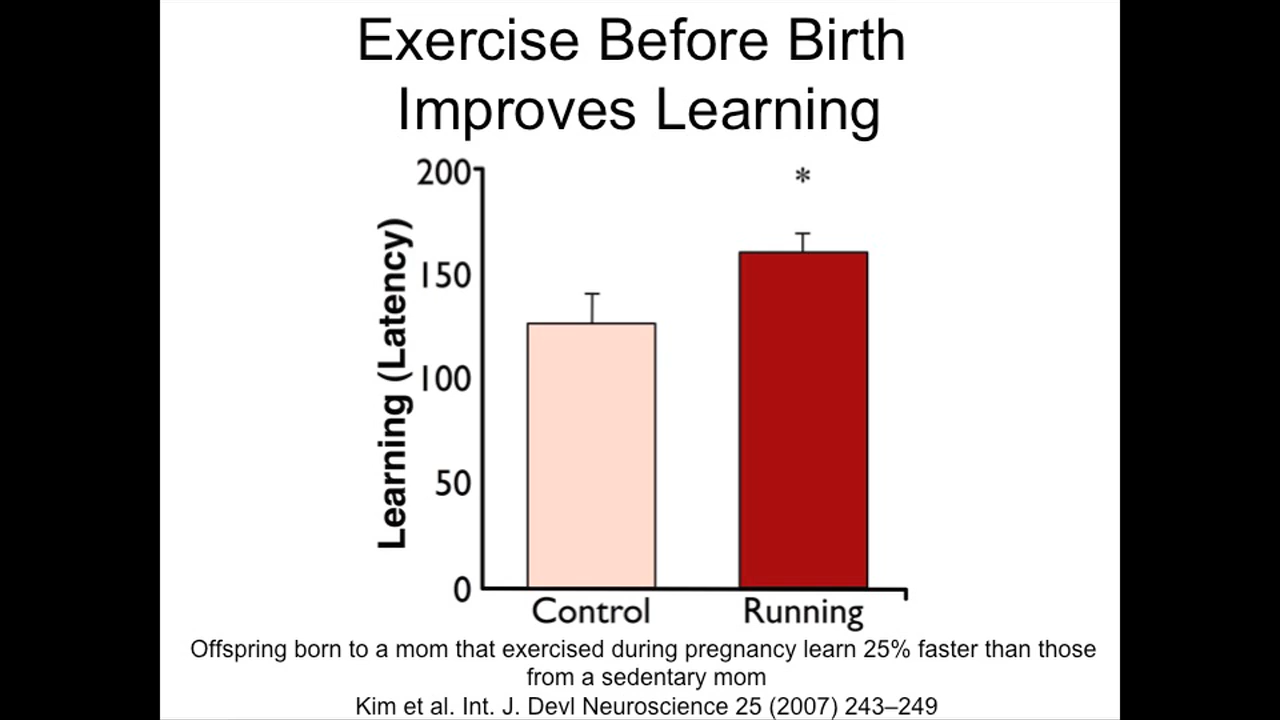 Exercise Before Birth
Improves Learning
Learning (Latency)
200
150
100
50
0
*
Control
Running
Offspring born to a mom that exercised during pregnancy learn 25% faster than those
from a sedentary mom
Kim et al. Int. J. Devl Neuroscience 25 (2007) 243–249